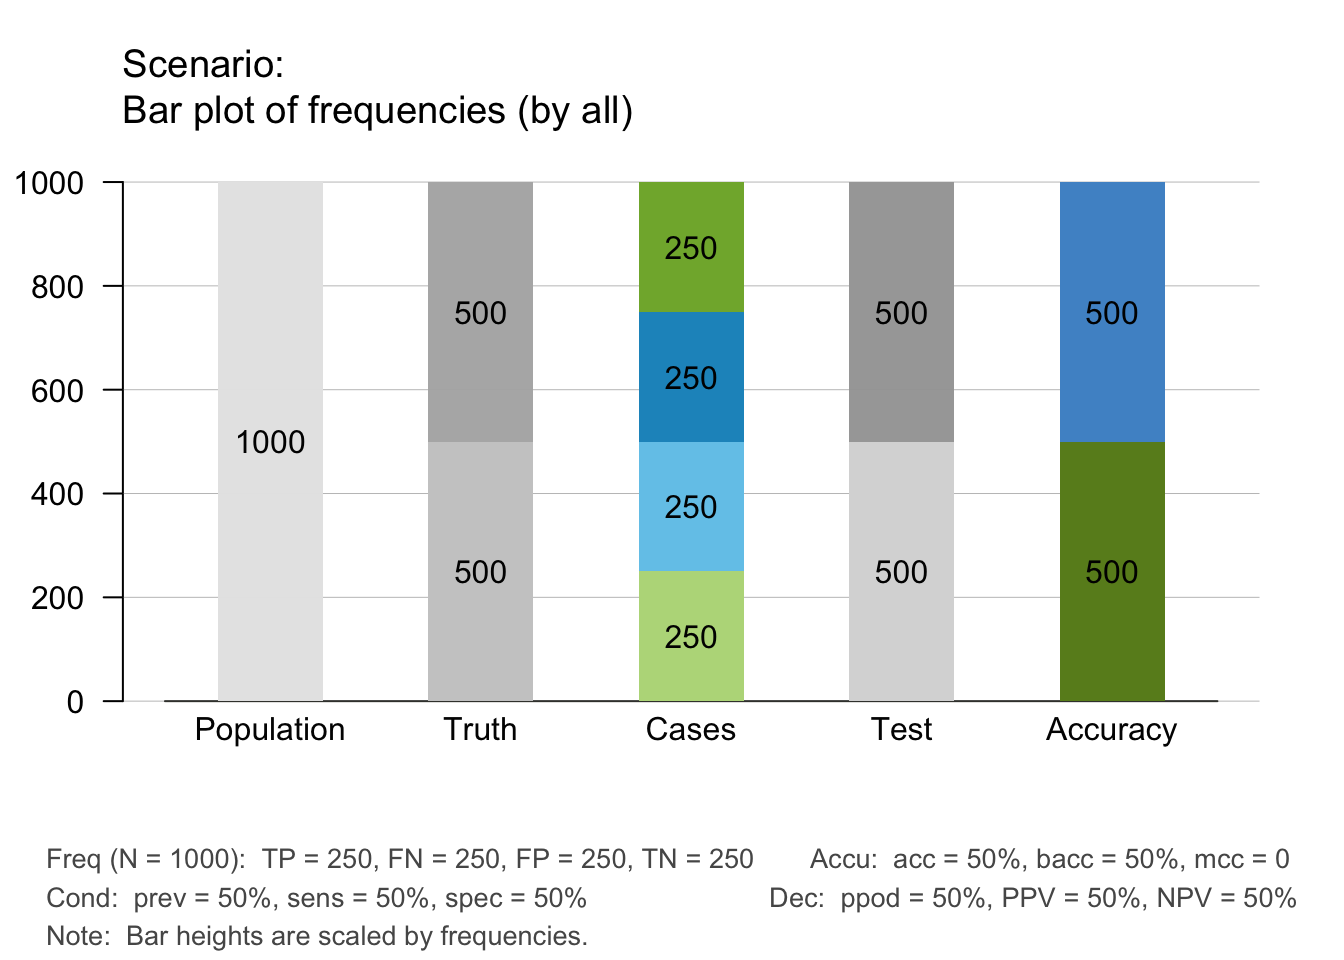 Scenario:
Bar plot of frequencies (by all)
1000
800
600
400
200
0
1000
500
500
250
250
250
250
500
500
500
500
Population
Truth
Cases
Test
Accuracy
Freq (N = 1000):  TP = 250, FN = 250, FP = 250, TN = 250
Accu:  acc = 50%, bacc = 50%, mcc = 0
Cond:  prev = 50%, sens = 50%, spec = 50%
Dec:  ppod = 50%, PPV = 50%, NPV = 50%
Note:  Bar heights are scaled by frequencies.